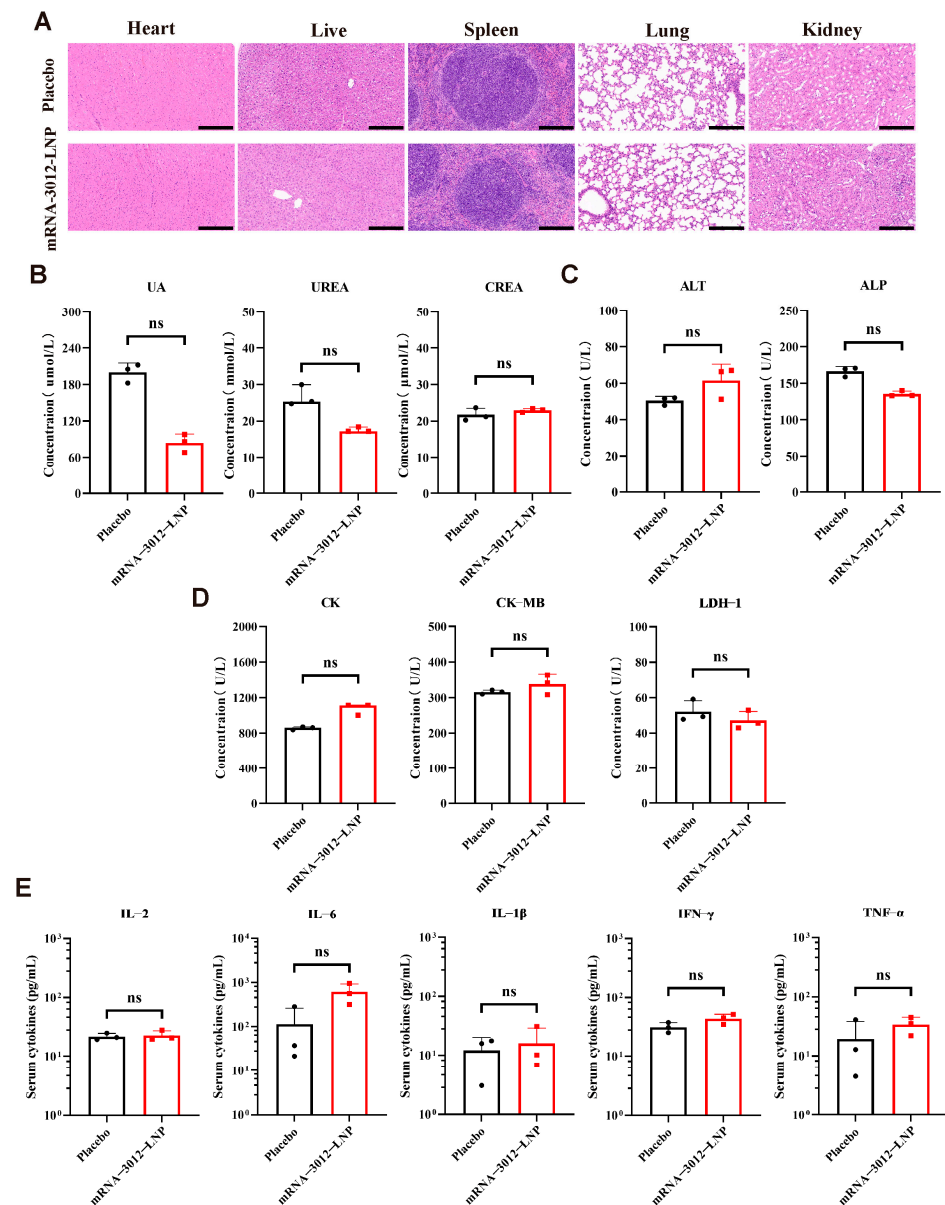 A
Heart Live Spleen Lung Kidney
Placebo
mRNA-3012-LNP
B
UA
Concentraion( umol/L)
300
240
180
120
60
0
ns
Placebo
mRNA-3012-LNP
UREA
Concentraion( mmol/L)
50
40
30
20
10
0
ns
Placebo
mRNA-3012-LNP
CREA
Concentraion( μmol/L)
50
40
30
20
10
0
ns
Placebo
mRNA-3012-LNP
C
ALT
Concentraion( U/L)
100
80
60
40
20
0
ns
Placebo
mRNA-3012-LNP
ALP
Concentraion( U/L)
250
200
150
100
50
0
ns
Placebo
mRNA-3012-LNP
D
CK
Concentraion( U/L)
2000
1600
1200
800
400
0
ns
Placebo
mRNA-3012-LNP
CK-MB
Concentraion( U/L)
500
400
300
200
100
0
ns
Placebo
mRNA-3012-LNP
LDH-1
Concentraion( U/L)
100
80
60
40
20
0
ns
Placebo
mRNA-3012-LNP
E
IL-2
Serum cytokines (pg/mL)
10³
10²
10¹
10⁰
ns
Placebo
mRNA-3012-LNP
IL-6
Serum cytokines (pg/mL)
10⁴
10³
10²
10¹
10⁰
ns
Placebo
mRNA-3012-LNP
IL-1β
Serum cytokines (pg/mL)
10³
10²
10¹
10⁰
ns
Placebo
mRNA-3012-LNP
IFN-γ
Serum cytokines (pg/mL)
10³
10²
10¹
10⁰
ns
Placebo
mRNA-3012-LNP
TNF-α
Serum cytokines (pg/mL)
10³
10²
10¹
10⁰
ns
Placebo
mRNA-3012-LNP